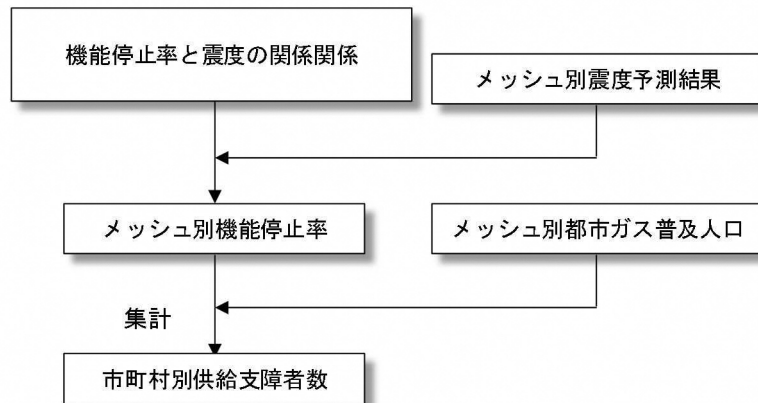 機能停止率と震度の関係関係
メッシュ別震度予測結果
メッシュ別機能停止率
メッシュ別都市ガス普及人口
集計
市町村別供給支障者数